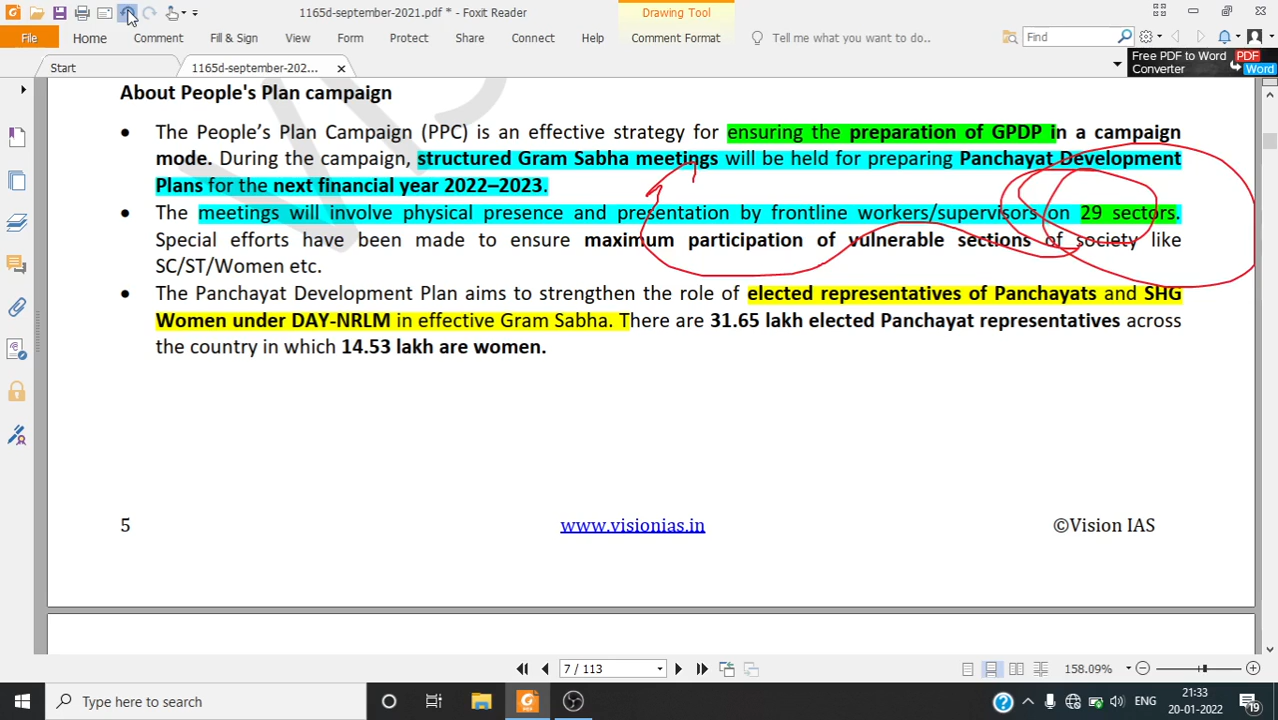 1165d-september-2021.pdf * - Foxit Reader
Drawing Tool
File
Home
Comment
Fill & Sign
View
Form
Protect
Share
Connect
Help
Comment Format
Tell me what you want to do..
Find
Start
1165d-september-202...
Free PDF to Word
Converter
PDF
Word
About People's Plan campaign
• The People's Plan Campaign (PPC) is an effective strategy for ensuring the preparation of GPDP in a campaign
mode. During the campaign, structured Gram Sabha meetings will be held for preparing Panchayat Development
Plans for the next financial year 2022–2023.
• The meetings will involve physical presence and presentation by frontline workers/supervisors on 29 sectors.
Special efforts have been made to ensure maximum participation of vulnerable sections of society like
SC/ST/Women etc.
• The Panchayat Development Plan aims to strengthen the role of elected representatives of Panchayats and SHG
Women under DAY-NRLM in effective Gram Sabha. There are 31.65 lakh elected Panchayat representatives across
the country in which 14.53 lakh are women.
5
www.visionias.in
©Vision IAS
7 / 113
158.09%
Type here to search
ENG
21:33
20-01-2022
19